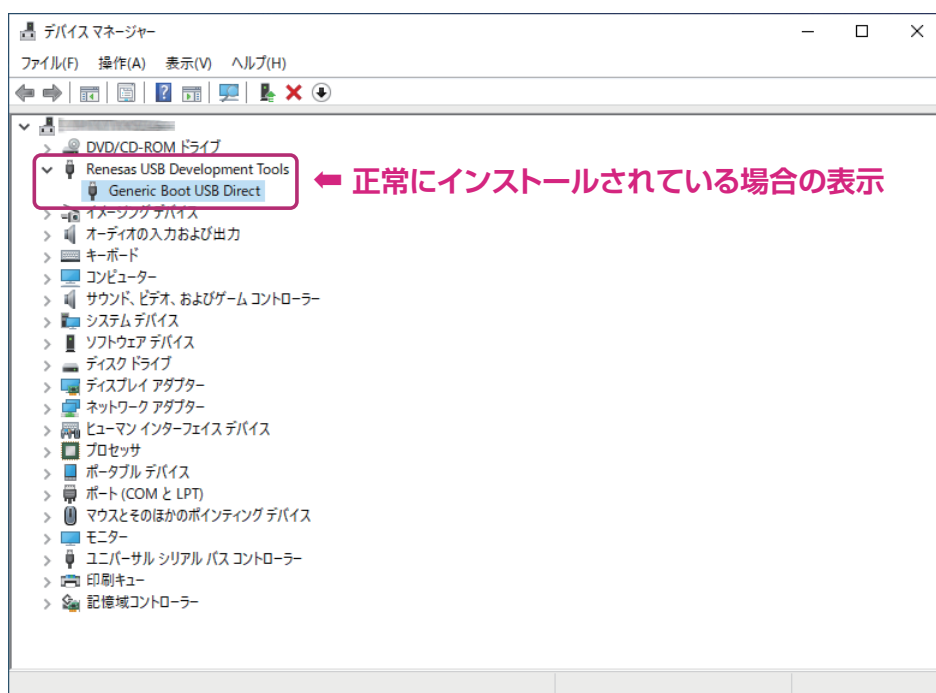 デバイス マネージャー
ファイル(F) 操作(A) 表示(V) ヘルプ(H)
DVD/CD-ROM ドライブ
Renesas USB Development Tools
Generic Boot USB Direct
⬅ 正常にインストールされている場合の表示
イメージング デバイス
オーディオの入力および出力
キーボード
コンピューター
サウンド、ビデオ、およびゲーム コントローラー
システム デバイス
ソフトウェア デバイス
ディスク ドライブ
ディスプレイ アダプター
ネットワーク アダプター
ヒューマン インターフェイス デバイス
プロセッサ
ポータブル デバイス
ポート (COM と LPT)
マウスとそのほかのポインティング デバイス
モニター
ユニバーサル シリアル バス コントローラー
印刷キュー
記憶域コントローラー